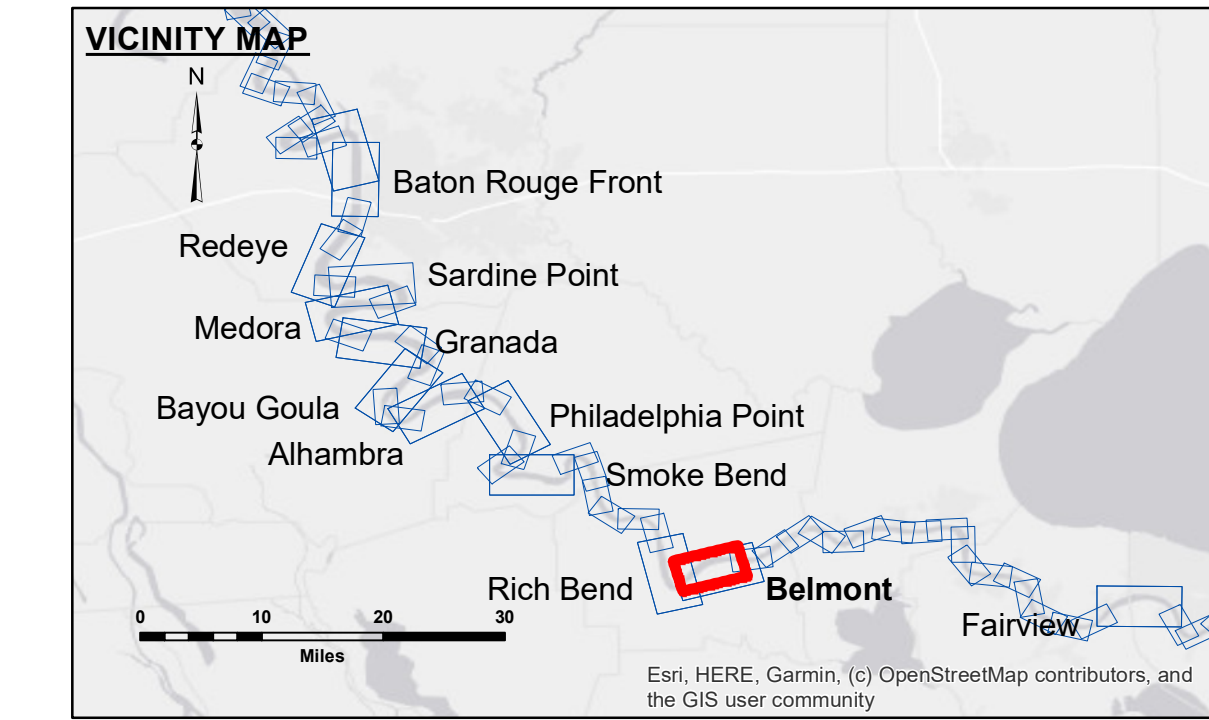 VICINITY MAP
N
Baton Rouge Front
Redeye
Sardine Point
Medora
Granada
Bayou Goula
Philadelphia Point
Alhambra
Smoke Bend
Rich Bend
Belmont
Fairview
0 10 20 30
Miles
Esri, HERE, Garmin, (c) OpenStreetMap contributors, and
the GIS user community